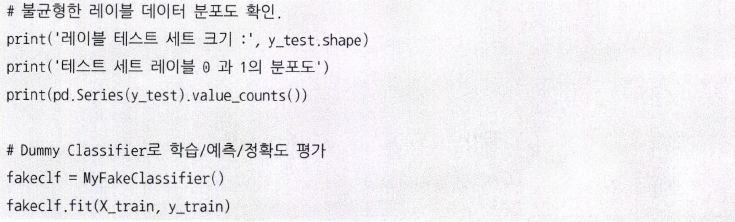 # 불균형한 레이블 데이터 분포도 확인.
print('레이블 테스트 세트 크기 :', y_test.shape)
print('테스트 세트 레이블 0 과 1의 분포도')
print(pd.Series(y_test).value_counts())
# Dummy Classifier로 학습/예측/정확도 평가
fakeclf = MyFakeClassifier()
fakeclf.fit(X_train, y_train)